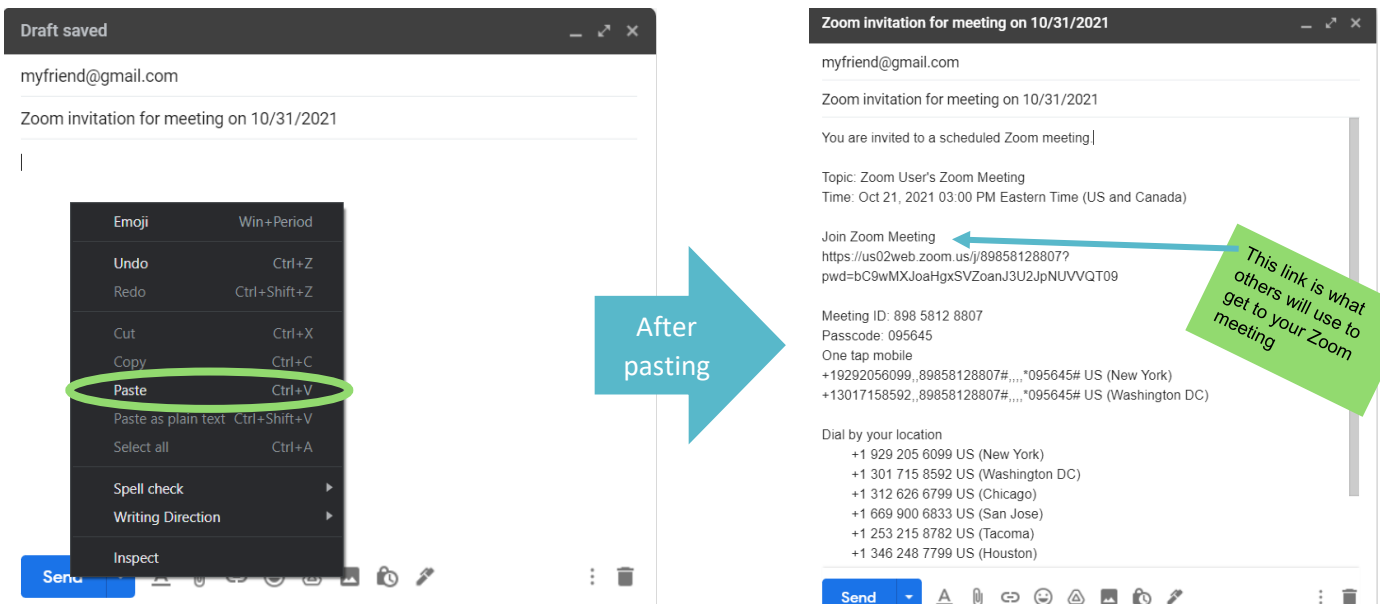 Draft saved
myfriend@gmail.com
Zoom invitation for meeting on 10/31/2021
Emoji Win+Period
Undo Ctrl+Z
Redo Ctrl+Shift+Z
Cut Ctrl+X
Copy Ctrl+C
Paste Ctrl+V
Paste as plain text Ctrl+Shift+V
Select all Ctrl+A
Spell check
Writing Direction
Inspect
Send
After
pasting
Zoom invitation for meeting on 10/31/2021
myfriend@gmail.com
Zoom invitation for meeting on 10/31/2021
You are invited to a scheduled Zoom meeting.
Topic: Zoom User's Zoom Meeting
Time: Oct 21, 2021 03:00 PM Eastern Time (US and Canada)
Join Zoom Meeting
https://us02web.zoom.us/j/89858128807?
pwd=bC9wMXJoaHgxSVZoanJ3U2JpNUVVQT09
Meeting ID: 898 5812 8807
Passcode: 095645
One tap mobile
+19292056099,,89858128807#,,,,*095645# US (New York)
+13017158592,,89858128807#,,,,*095645# US (Washington DC)
Dial by your location
+1 929 205 6099 US (New York)
+1 301 715 8592 US (Washington DC)
+1 312 626 6799 US (Chicago)
+1 669 900 6833 US (San Jose)
+1 253 215 8782 US (Tacoma)
+1 346 248 7799 US (Houston)
Send
This link is what
others will use to
get to your Zoom
meeting